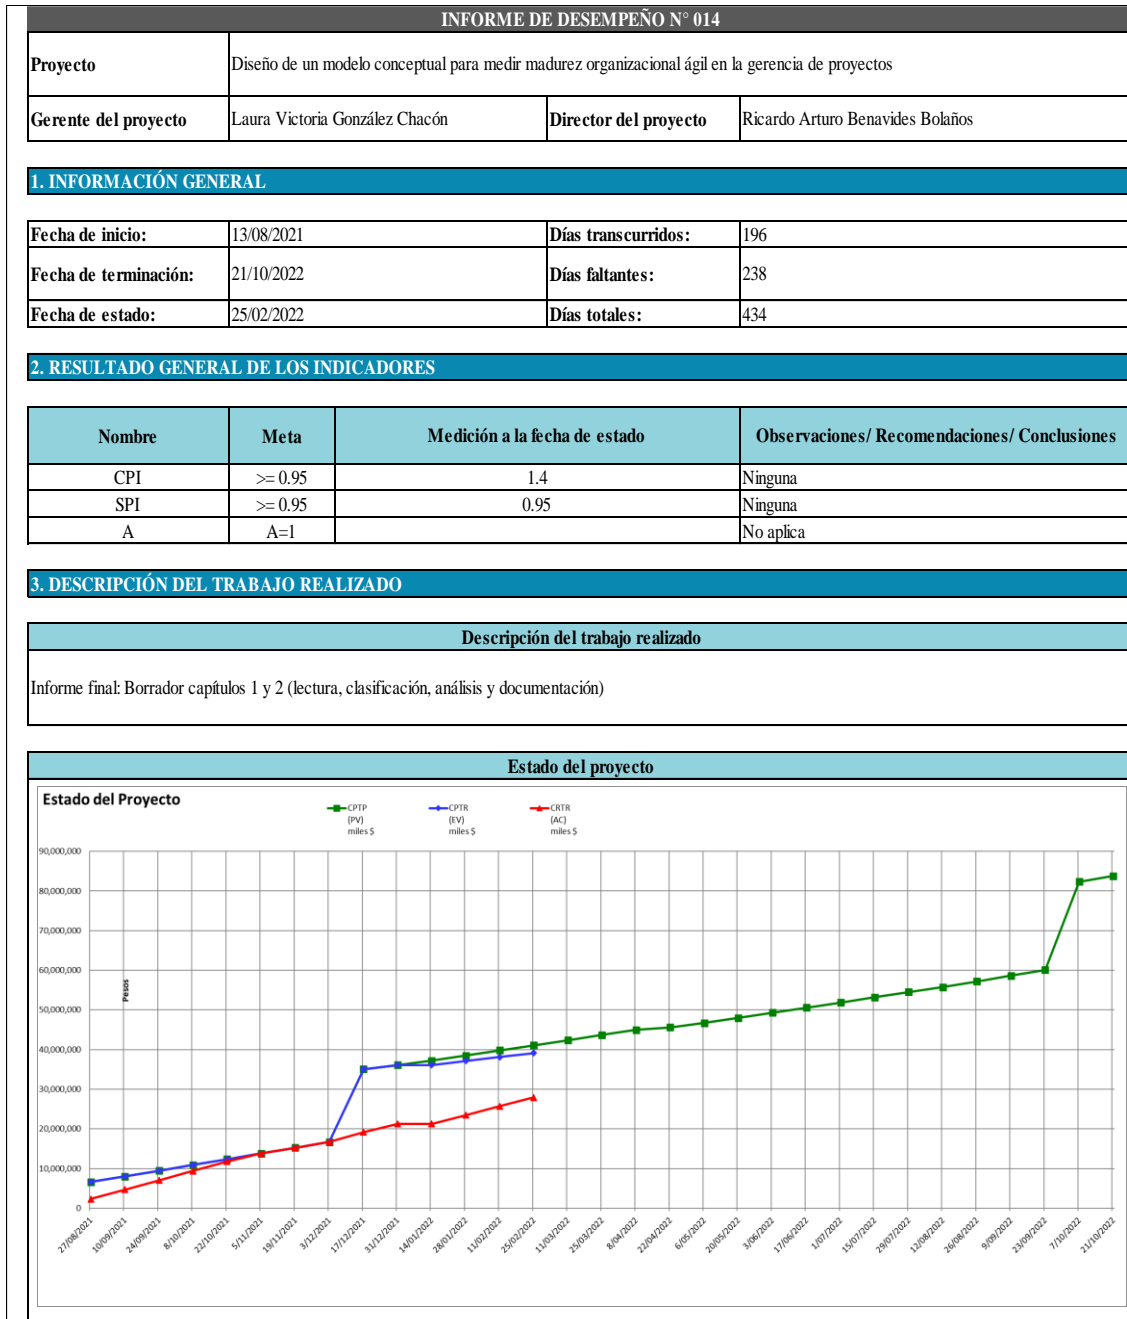 INFORME DE DESEMPEÑO N° 014
Proyecto Diseño de un modelo conceptual para medir madurez organizacional ágil en la gerencia de proyectos
Gerente del proyecto Laura Victoria González Chacón Director del proyecto Ricardo Arturo Benavides Bolaños
1. INFORMACIÓN GENERAL
Fecha de inicio: 13/08/2021 Días transcurridos: 196
Fecha de terminación: 21/10/2022 Días faltantes: 238
Fecha de estado: 25/02/2022 Días totales: 434
2. RESULTADO GENERAL DE LOS INDICADORES
Nombre Meta Medición a la fecha de estado Observaciones/ Recomendaciones/ Conclusiones
CPI >= 0.95 1.4 Ninguna
SPI >= 0.95 0.95 Ninguna
A A=1 No aplica
3. DESCRIPCIÓN DEL TRABAJO REALIZADO
Descripción del trabajo realizado
Informe final: Borrador capítulos 1 y 2 (lectura, clasificación, análisis y documentación)
Estado del proyecto
Estado del Proyecto
CPTP CPTR CRTR
(PV) (EV) (AC)
miles $ miles $ miles $
90,000,000
80,000,000
70,000,000
60,000,000
50,000,000
40,000,000
30,000,000
20,000,000
10,000,000
0
Pesos
27/08/2021 10/09/2021 24/09/2021 8/10/2021 22/10/2021 5/11/2021 19/11/2021 3/12/2021 17/12/2021 31/12/2021 14/01/2022 28/01/2022 11/02/2022 25/02/2022 11/03/2022 25/03/2022 8/04/2022 22/04/2022 6/05/2022 20/05/2022 3/06/2022 17/06/2022 1/07/2022 15/07/2022 29/07/2022 12/08/2022 26/08/2022 9/09/2022 23/09/2022 7/10/2022 21/10/2022